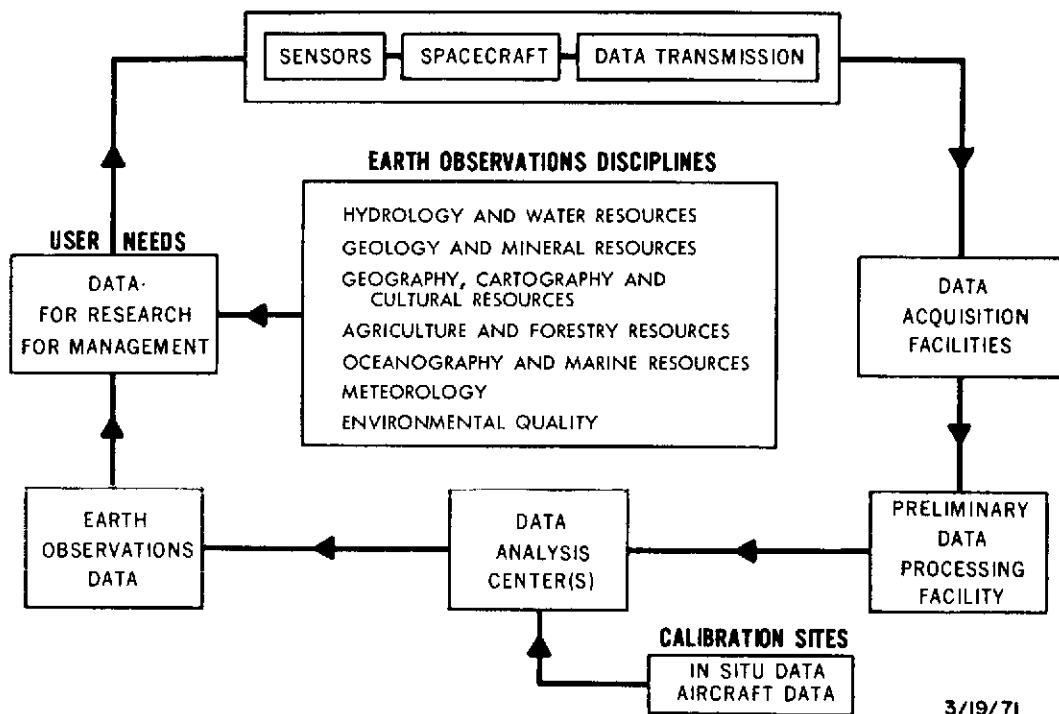 SENSORS
SPACECRAFT
DATA TRANSMISSION
EARTH OBSERVATIONS DISCIPLINES
HYDROLOGY AND WATER RESOURCES
GEOLOGY AND MINERAL RESOURCES
GEOGRAPHY, CARTOGRAPHY AND
CULTURAL RESOURCES
AGRICULTURE AND FORESTRY RESOURCES
OCEANOGRAPHY AND MARINE RESOURCES
METEOROLOGY
ENVIRONMENTAL QUALITY
USER NEEDS
DATA·
FOR RESEARCH
FOR MANAGEMENT
DATA
ACQUISITION
FACILITIES
EARTH
OBSERVATIONS
DATA
DATA
ANALYSIS
CENTER(S)
PRELIMINARY
DATA
PROCESSING
FACILITY
CALIBRATION SITES
IN SITU DATA
AIRCRAFT DATA
3/19/71